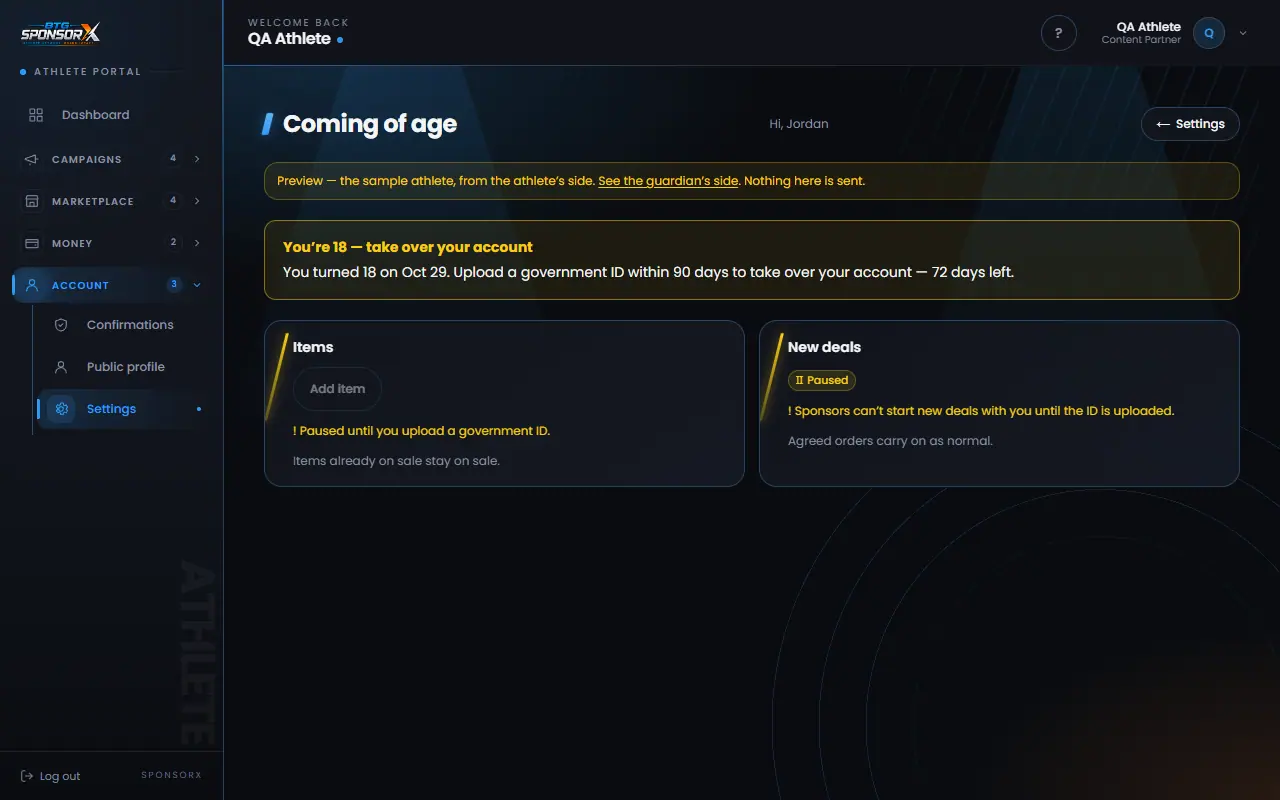 BTG
SPONSORX
ATHLETE PORTAL
Dashboard
CAMPAIGNS 4
MARKETPLACE 4
MONEY 2
ACCOUNT 3
Confirmations
Public profile
Settings
ATHLETE
Log out
SPONSORX
WELCOME BACK
QA Athlete
?
QA Athlete
Content Partner
Q
Coming of age
Hi, Jordan
← Settings
Preview — the sample athlete, from the athlete’s side. See the guardian’s side. Nothing here is sent.
You’re 18 — take over your account
You turned 18 on Oct 29. Upload a government ID within 90 days to take over your account — 72 days left.
Items
Add item
! Paused until you upload a government ID.
Items already on sale stay on sale.
New deals
Paused
! Sponsors can’t start new deals with you until the ID is uploaded.
Agreed orders carry on as normal.